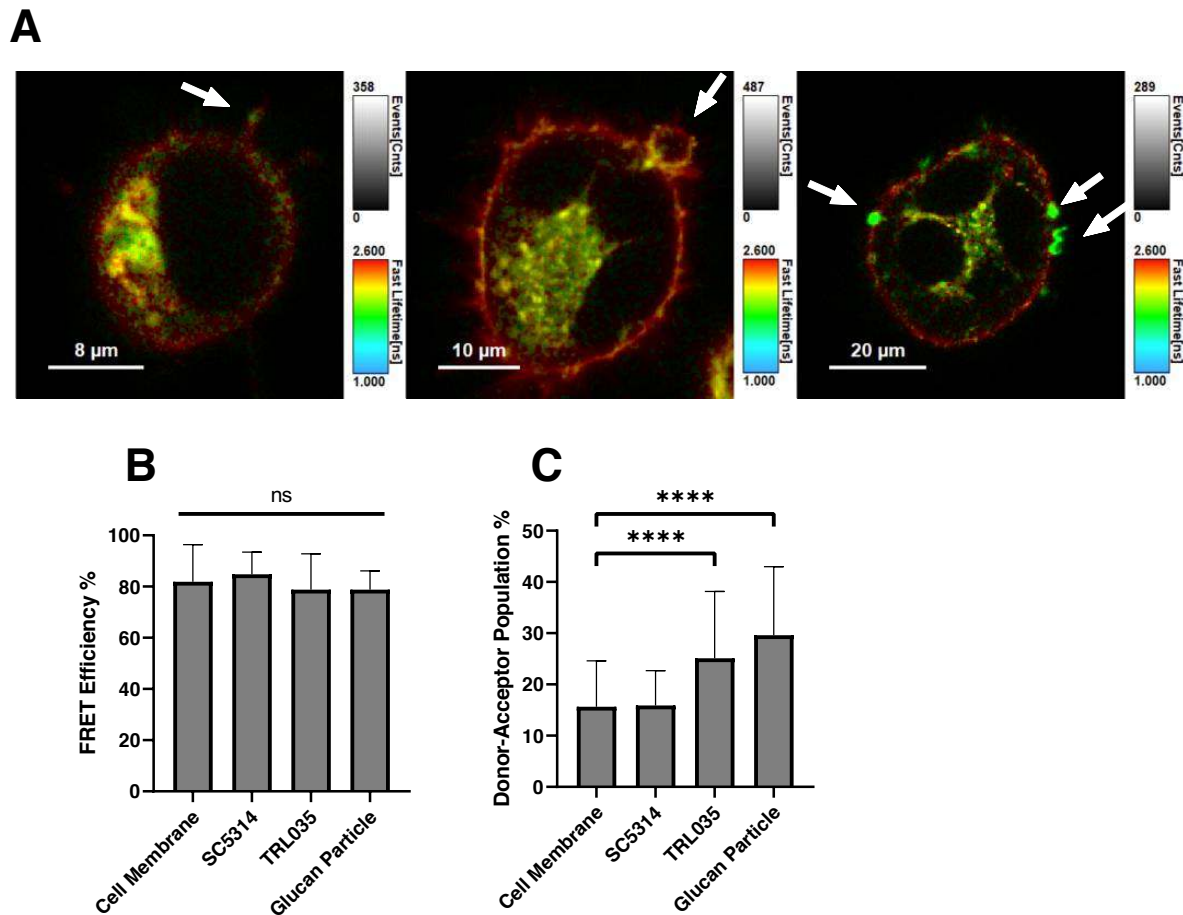 A
358
Events[Cnts]
0
2.600
Fast Lifetime[ns]
1.000
8 µm
487
Events[Cnts]
0
2.600
Fast Lifetime[ns]
1.000
10 µm
289
Events[Cnts]
0
2.600
Fast Lifetime[ns]
1.000
20 µm
B
ns
FRET Efficiency %
100
80
60
40
20
0
Cell Membrane
SC5314
TRL035
Glucan Particle
C
****
****
Donor-Acceptor Population %
50
40
30
20
10
0
Cell Membrane
SC5314
TRL035
Glucan Particle